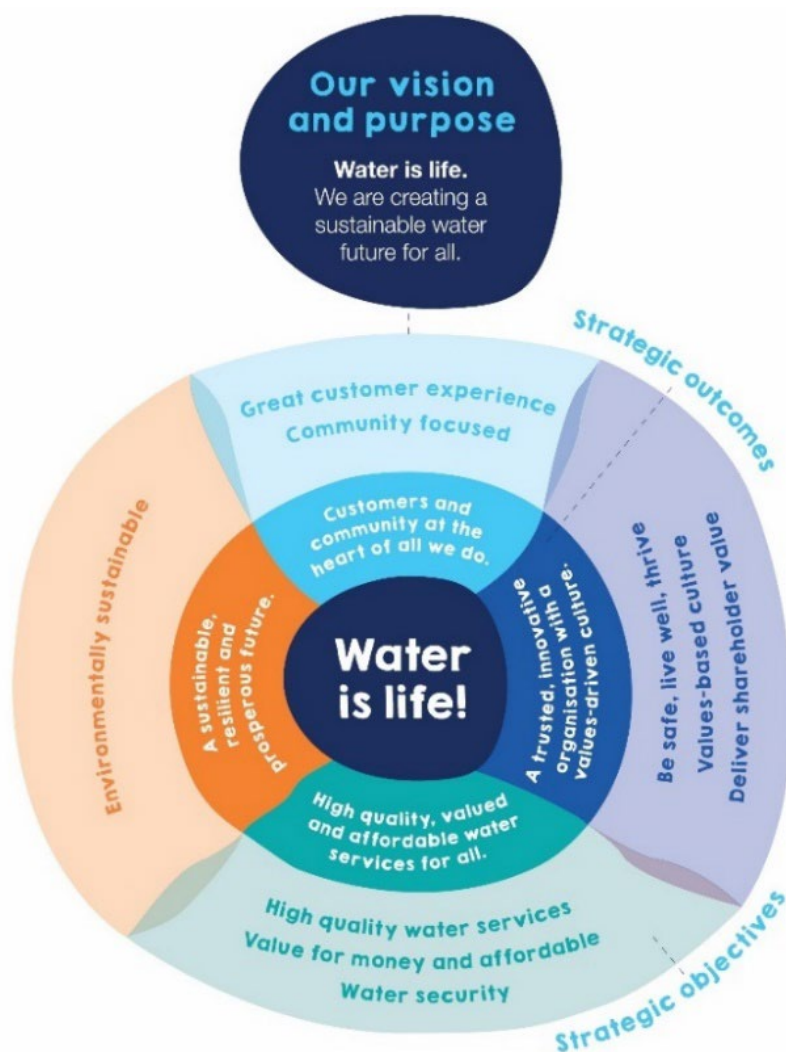 Our vision
and purpose
Water is life.
We are creating a
sustainable water
future for all.
Strategic outcomes
Great customer experience
Community focused
Customers and
community at the
heart of all we do.
Environmentally sustainable
A sustainable,
resilient and
prosperous future.
Water
is life!
A trusted, innovative
organisation with a
values-driven culture.
Be safe, live well, thrive
Values-based culture
Deliver shareholder value
High quality, valued
and affordable water
services for all.
High quality water services
Value for money and affordable
Water security
Strategic objectives